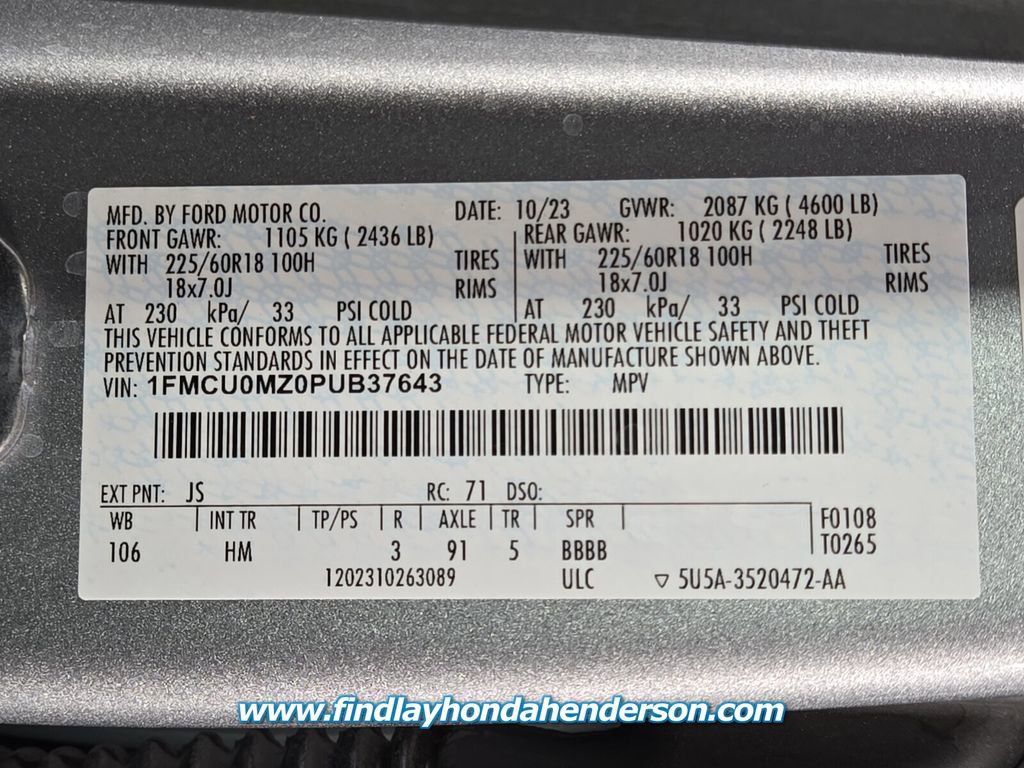 MFD. BY FORD MOTOR CO. DATE: 10/23 GVWR: 2087 KG ( 4600 LB)
FRONT GAWR: 1105 KG ( 2436 LB) REAR GAWR: 1020 KG ( 2248 LB)
WITH 225/60R18 100H TIRES WITH 225/60R18 100H TIRES
18x7.0J RIMS 18x7.0J RIMS
AT 230 kPa/ 33 PSI COLD AT 230 kPa/ 33 PSI COLD
THIS VEHICLE CONFORMS TO ALL APPLICABLE FEDERAL MOTOR VEHICLE SAFETY AND THEFT
PREVENTION STANDARDS IN EFFECT ON THE DATE OF MANUFACTURE SHOWN ABOVE.
VIN: 1FMCU0MZ0PUB37643 TYPE: MPV
EXT PNT: JS RC: 71 DSO:
WB INT TR TP/PS R AXLE TR SPR F0108
106 HM 3 91 5 BBBB T0265
1202310263089 ULC ▽ 5U5A-3520472-AA
www.findlayhondahenderson.com